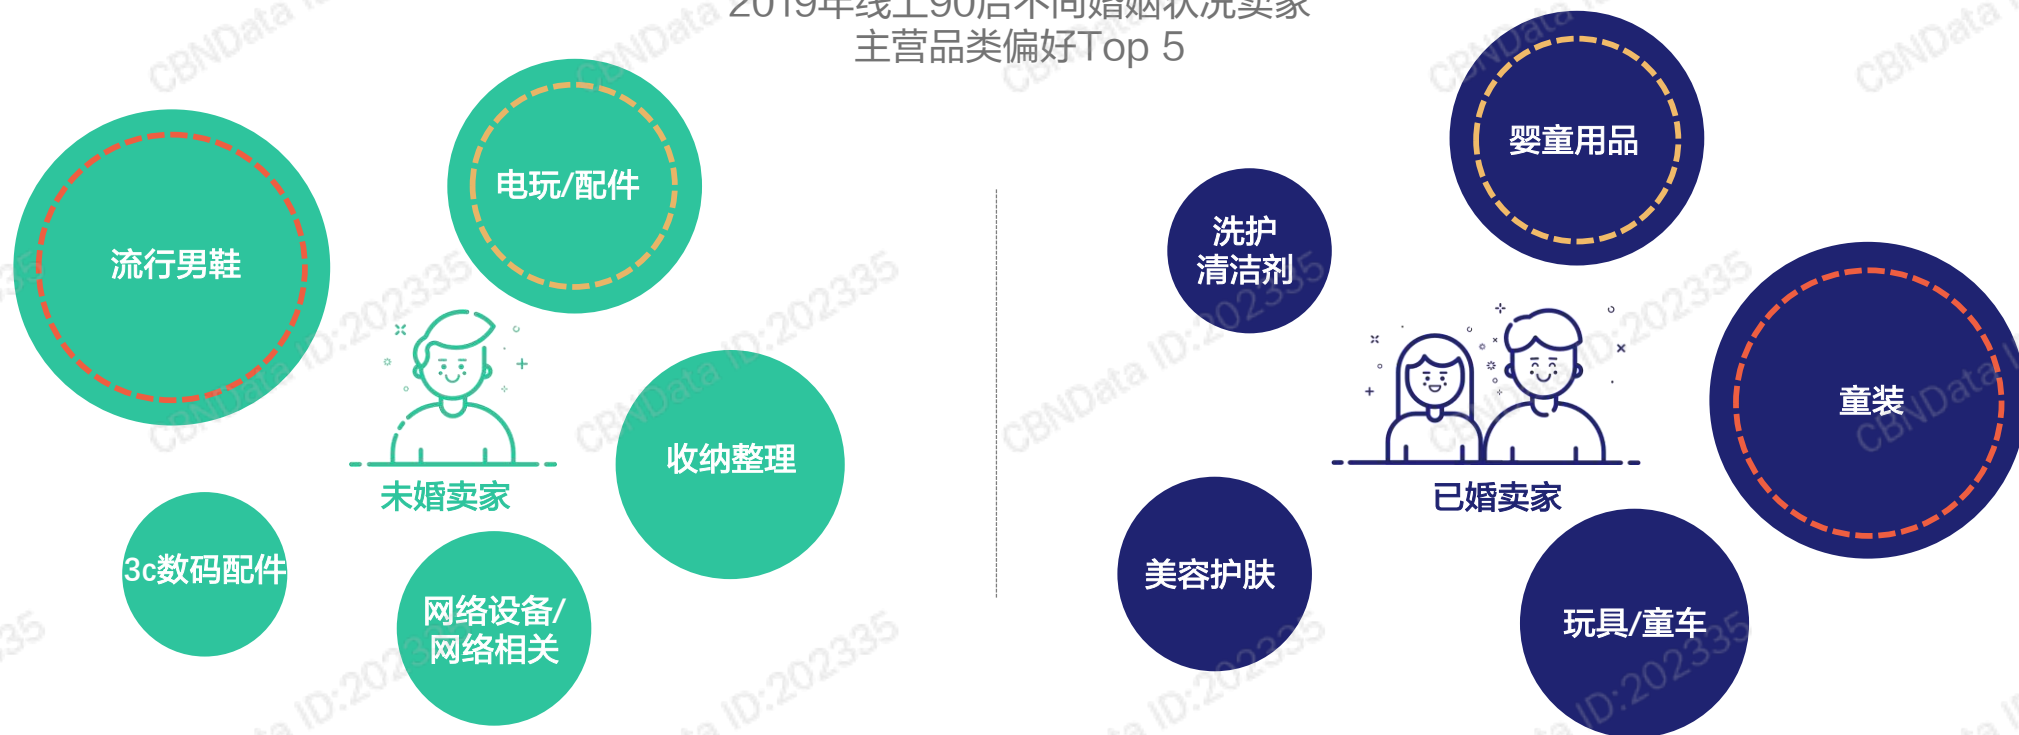 2019年线上90后不同婚姻状况卖家
主营品类偏好Top 5
流行男鞋
电玩/配件
收纳整理
未婚卖家
3c数码配件
网络设备/
网络相关
婴童用品
洗护
清洁剂
童装
已婚卖家
美容护肤
玩具/童车
CBNData ID:202335